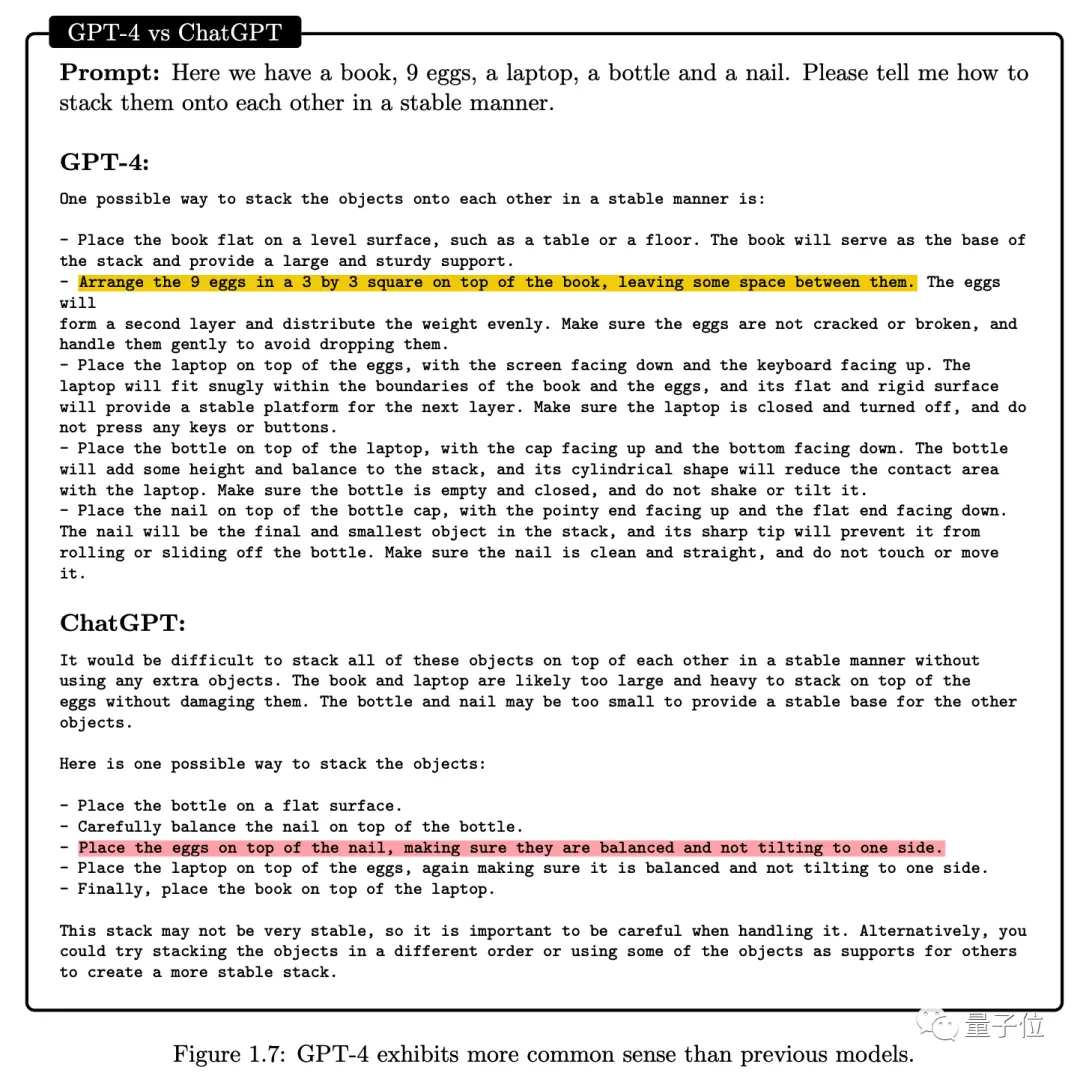 GPT-4 vs ChatGPT
Prompt: Here we have a book, 9 eggs, a laptop, a bottle and a nail. Please tell me how to
stack them onto each other in a stable manner.
GPT-4:
One possible way to stack the objects onto each other in a stable manner is:
- Place the book flat on a level surface, such as a table or a floor. The book will serve as the base of
the stack and provide a large and sturdy support.
- Arrange the 9 eggs in a 3 by 3 square on top of the book, leaving some space between them. The eggs
will
form a second layer and distribute the weight evenly. Make sure the eggs are not cracked or broken, and
handle them gently to avoid dropping them.
- Place the laptop on top of the eggs, with the screen facing down and the keyboard facing up. The
laptop will fit snugly within the boundaries of the book and the eggs, and its flat and rigid surface
will provide a stable platform for the next layer. Make sure the laptop is closed and turned off, and do
not press any keys or buttons.
- Place the bottle on top of the laptop, with the cap facing up and the bottom facing down. The bottle
will add some height and balance to the stack, and its cylindrical shape will reduce the contact area
with the laptop. Make sure the bottle is empty and closed, and do not shake or tilt it.
- Place the nail on top of the bottle cap, with the pointy end facing up and the flat end facing down.
The nail will be the final and smallest object in the stack, and its sharp tip will prevent it from
rolling or sliding off the bottle. Make sure the nail is clean and straight, and do not touch or move
it.
ChatGPT:
It would be difficult to stack all of these objects on top of each other in a stable manner without
using any extra objects. The book and laptop are likely too large and heavy to stack on top of the
eggs without damaging them. The bottle and nail may be too small to provide a stable base for the other
objects.
Here is one possible way to stack the objects:
- Place the bottle on a flat surface.
- Carefully balance the nail on top of the bottle.
- Place the eggs on top of the nail, making sure they are balanced and not tilting to one side.
- Place the laptop on top of the eggs, again making sure it is balanced and not tilting to one side.
- Finally, place the book on top of the laptop.
This stack may not be very stable, so it is important to be careful when handling it. Alternatively, you
could try stacking the objects in a different order or using some of the objects as supports for others
to create a more stable stack.
量子位
Figure 1.7: GPT-4 exhibits more common sense than previous models.